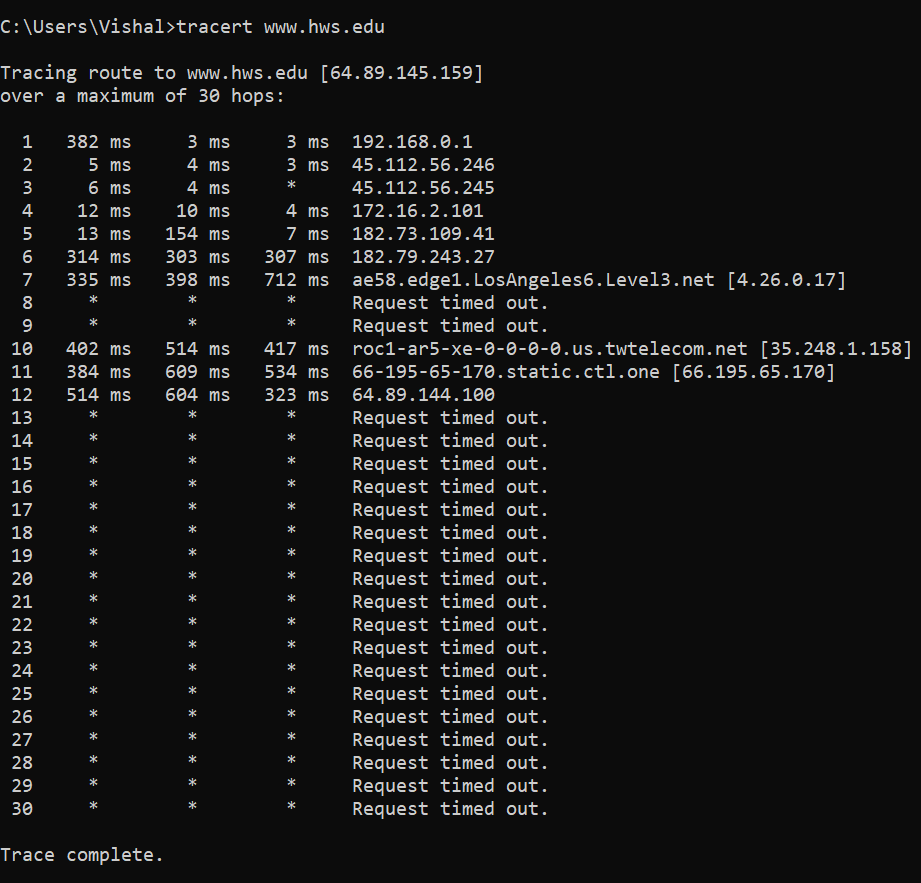 C:\Users\Vishal>tracert www.hws.edu
Tracing route to www.hws.edu [64.89.145.159]
over a maximum of 30 hops:
1 382 ms 3 ms 3 ms 192.168.0.1
2 5 ms 4 ms 3 ms 45.112.56.246
3 6 ms 4 ms * 45.112.56.245
4 12 ms 10 ms 4 ms 172.16.2.101
5 13 ms 154 ms 7 ms 182.73.109.41
6 314 ms 303 ms 307 ms 182.79.243.27
7 335 ms 398 ms 712 ms ae58.edge1.LosAngeles6.Level3.net [4.26.0.17]
8 * * * Request timed out.
9 * * * Request timed out.
10 402 ms 514 ms 417 ms roc1-ar5-xe-0-0-0-0.us.twtelecom.net [35.248.1.158]
11 384 ms 609 ms 534 ms 66-195-65-170.static.ctl.one [66.195.65.170]
12 514 ms 604 ms 323 ms 64.89.144.100
13 * * * Request timed out.
14 * * * Request timed out.
15 * * * Request timed out.
16 * * * Request timed out.
17 * * * Request timed out.
18 * * * Request timed out.
19 * * * Request timed out.
20 * * * Request timed out.
21 * * * Request timed out.
22 * * * Request timed out.
23 * * * Request timed out.
24 * * * Request timed out.
25 * * * Request timed out.
26 * * * Request timed out.
27 * * * Request timed out.
28 * * * Request timed out.
29 * * * Request timed out.
30 * * * Request timed out.
Trace complete.